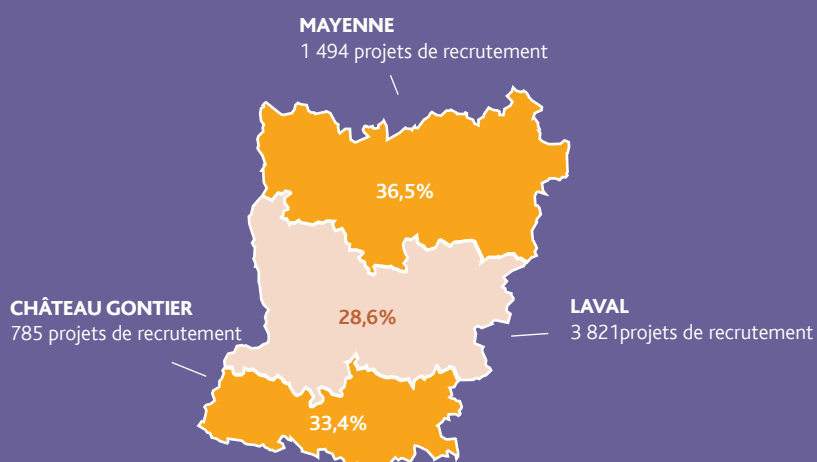 MAYENNE
1 494 projets de recrutement
36,5%
CHÂTEAU GONTIER
785 projets de recrutement
28,6%
LAVAL
3 821projets de recrutement
33,4%